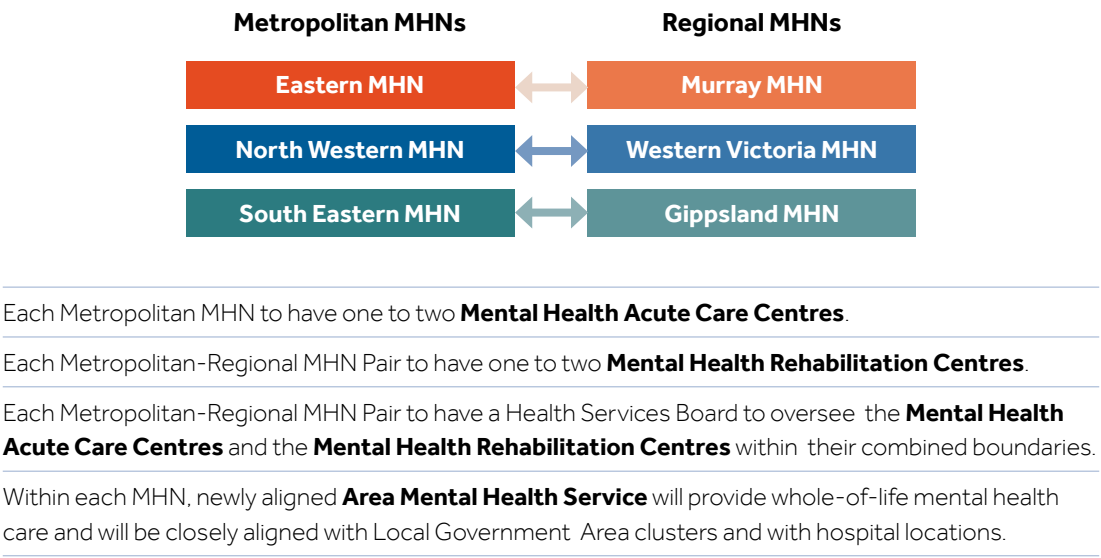 Metropolitan MHNs
Regional MHNs
Eastern MHN
Murray MHN
North Western MHN
Western Victoria MHN
South Eastern MHN
Gippsland MHN
Each Metropolitan MHN to have one to two Mental Health Acute Care Centres.
Each Metropolitan-Regional MHN Pair to have one to two Mental Health Rehabilitation Centres.
Each Metropolitan-Regional MHN Pair to have a Health Services Board to oversee the Mental Health
Acute Care Centres and the Mental Health Rehabilitation Centres within their combined boundaries.
Within each MHN, newly aligned Area Mental Health Service will provide whole-of-life mental health
care and will be closely aligned with Local Government Area clusters and with hospital locations.